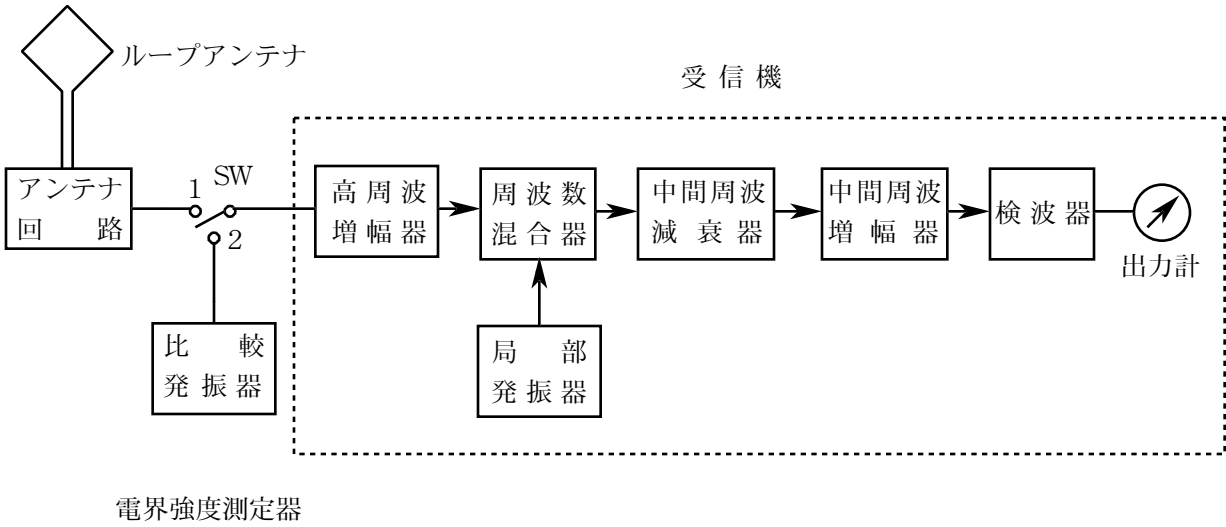 ループアンテナ
受信機
アンテナ
回路
1
SW
2
高周波
増幅器
周波数
混合器
中間周波
減衰器
中間周波
増幅器
検波器
出力計
比較
発振器
局部
発振器
電界強度測定器